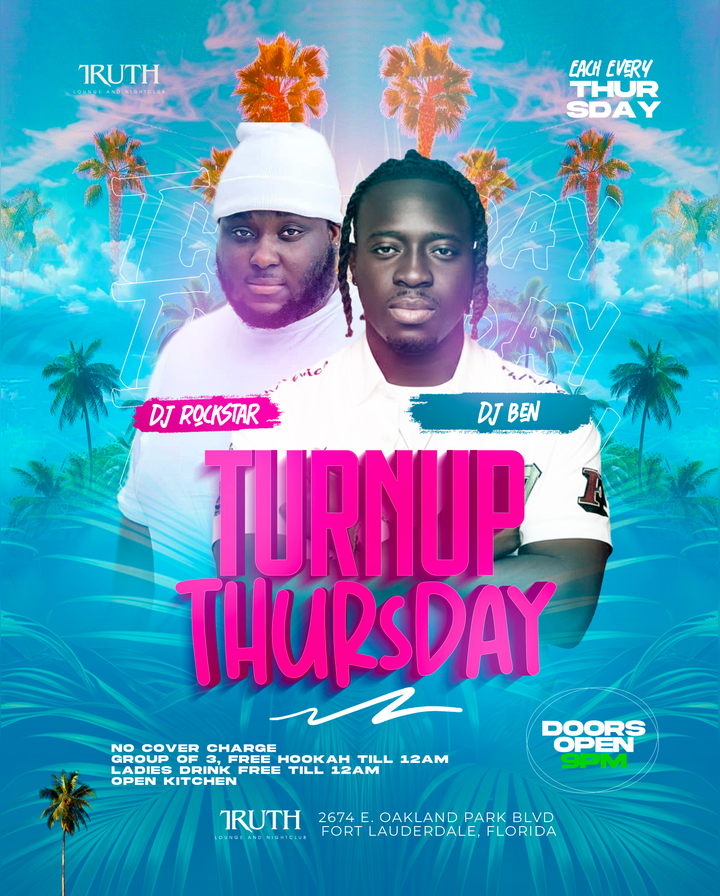 TRUTH
LOUNGE AND NIGHTCLUB
EACH EVERY
THUR
SDAY
DJ ROCKSTAR
DJ BEN
TURNUP
THURSDAY
NO COVER CHARGE
GROUP OF 3, FREE HOOKAH TILL 12AM
LADIES DRINK FREE TILL 12AM
OPEN KITCHEN
DOORS
OPEN
9PM
TRUTH
LOUNGE AND NIGHTCLUB
2674 E. OAKLAND PARK BLVD
FORT LAUDERDALE, FLORIDA